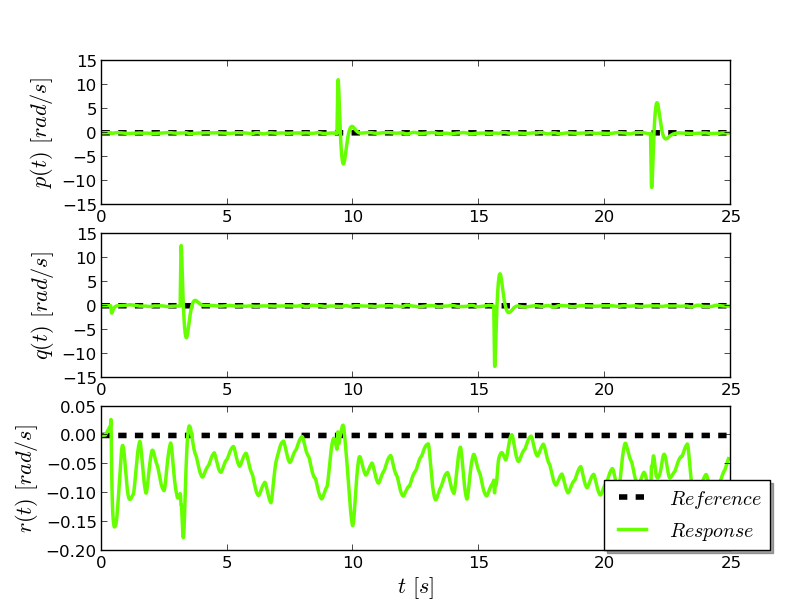 15
10
5
0
−5
−10
−15
p(t) [rad/s]
0 5 10 15 20 25
15
10
5
0
−5
−10
−15
q(t) [rad/s]
0 5 10 15 20 25
0.05
0.00
−0.05
−0.10
−0.15
−0.20
r(t) [rad/s]
0 5 10 15 20 25
t [s]
Reference
Response